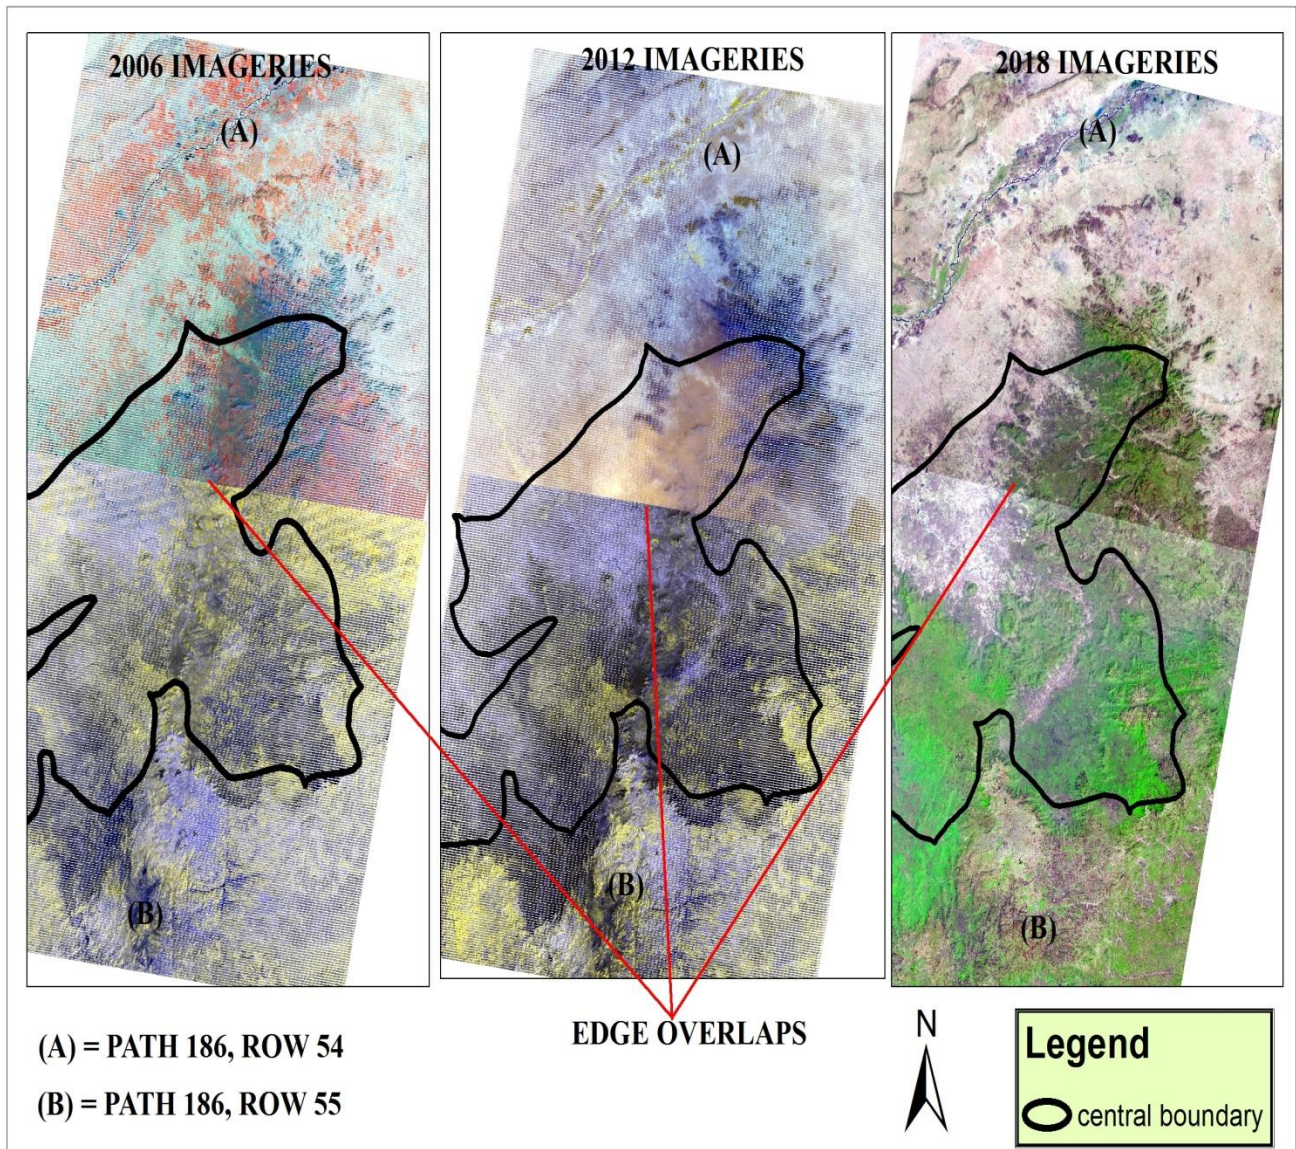 2006 IMAGERIES
2012 IMAGERIES
2018 IMAGERIES
(A)
(A)
(A)
(B)
(B)
(B)
EDGE OVERLAPS
(A) = PATH 186, ROW 54
(B) = PATH 186, ROW 55
N
Legend
central boundary